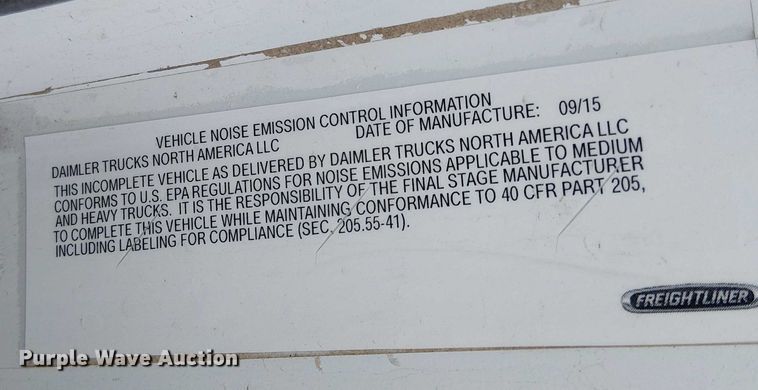 VEHICLE NOISE EMISSION CONTROL INFORMATION
DAIMLER TRUCKS NORTH AMERICA LLC DATE OF MANUFACTURE: 09/15
THIS INCOMPLETE VEHICLE AS DELIVERED BY DAIMLER TRUCKS NORTH AMERICA LLC
CONFORMS TO U.S. EPA REGULATIONS FOR NOISE EMISSIONS APPLICABLE TO MEDIUM
AND HEAVY TRUCKS. IT IS THE RESPONSIBILITY OF THE FINAL STAGE MANUFACTURER
TO COMPLETE THIS VEHICLE WHILE MAINTAINING CONFORMANCE TO 40 CFR PART 205,
INCLUDING LABELING FOR COMPLIANCE (SEC. 205.55-41).
FREIGHTLINER
Purple Wave Auction